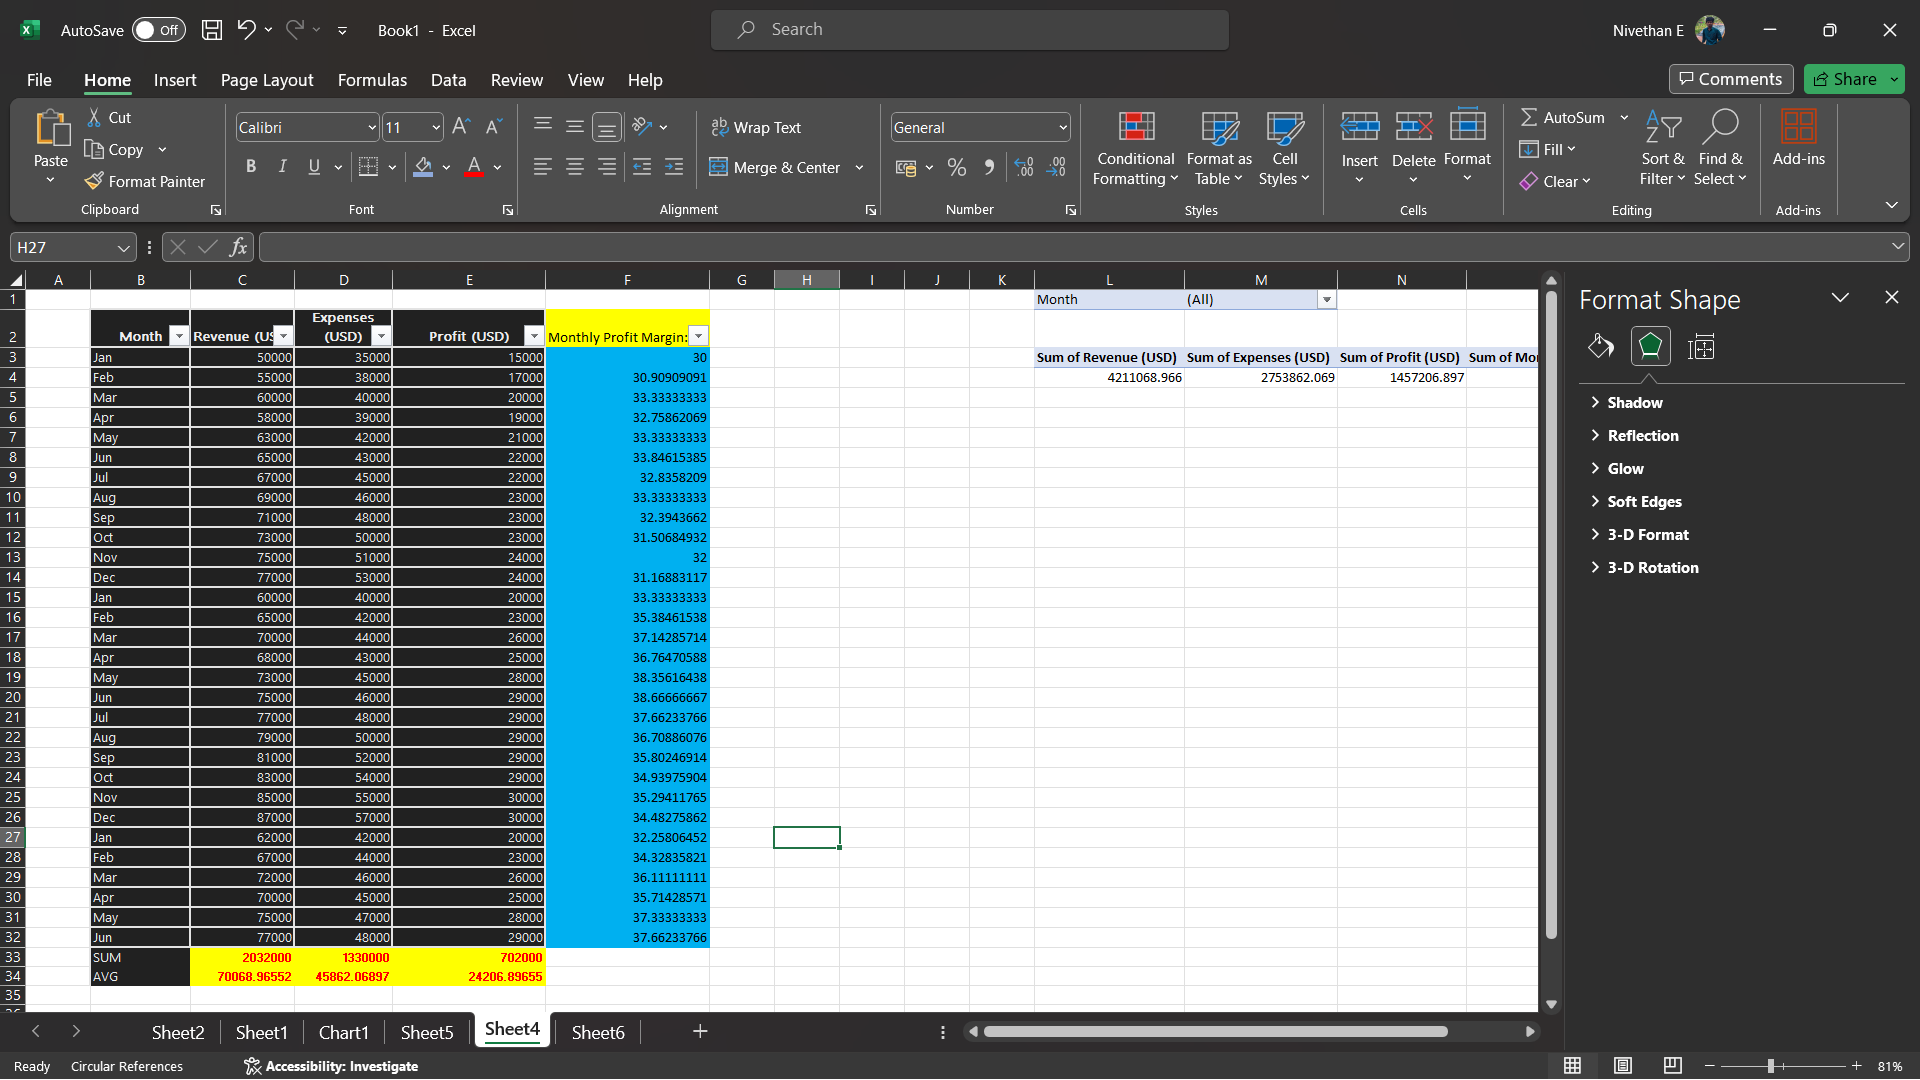 AutoSave Off Book1 - Excel Search Nivethan E
File Home Insert Page Layout Formulas Data Review View Help Comments Share
Paste Cut Copy Format Painter Clipboard
Calibri 11 B I U A Font
Wrap Text Merge & Center Alignment
General % Number
Conditional Formatting Format as Table Cell Styles Styles
Insert Delete Format Cells
AutoSum Fill Clear Sort & Filter Find & Select Editing
Add-ins Add-ins
H27 fx
A B C D E F G H I J K L M N
1 Month (All)
2 Month Revenue (US Expenses (USD) Profit (USD) Monthly Profit Margin:
3 Jan 50000 35000 15000 30 Sum of Revenue (USD) Sum of Expenses (USD) Sum of Profit (USD) Sum of Mo
4 Feb 55000 38000 17000 30.90909091 4211068.966 2753862.069 1457206.897
5 Mar 60000 40000 20000 33.33333333
6 Apr 58000 39000 19000 32.75862069
7 May 63000 42000 21000 33.33333333
8 Jun 65000 43000 22000 33.84615385
9 Jul 67000 45000 22000 32.8358209
10 Aug 69000 46000 23000 33.33333333
11 Sep 71000 48000 23000 32.3943662
12 Oct 73000 50000 23000 31.50684932
13 Nov 75000 51000 24000 32
14 Dec 77000 53000 24000 31.16883117
15 Jan 60000 40000 20000 33.33333333
16 Feb 65000 42000 23000 35.38461538
17 Mar 70000 44000 26000 37.14285714
18 Apr 68000 43000 25000 36.76470588
19 May 73000 45000 28000 38.35616438
20 Jun 75000 46000 29000 38.66666667
21 Jul 77000 48000 29000 37.66233766
22 Aug 79000 50000 29000 36.70886076
23 Sep 81000 52000 29000 35.80246914
24 Oct 83000 54000 29000 34.93975904
25 Nov 85000 55000 30000 35.29411765
26 Dec 87000 57000 30000 34.48275862
27 Jan 62000 42000 20000 32.25806452
28 Feb 67000 44000 23000 34.32835821
29 Mar 72000 46000 26000 36.11111111
30 Apr 70000 45000 25000 35.71428571
31 May 75000 47000 28000 37.33333333
32 Jun 77000 48000 29000 37.66233766
33 SUM 2032000 1330000 702000
34 AVG 70068.96552 45862.06897 24206.89655
35
Format Shape
Shadow
Reflection
Glow
Soft Edges
3-D Format
3-D Rotation
Sheet2 Sheet1 Chart1 Sheet5 Sheet4 Sheet6
Ready Circular References Accessibility: Investigate 81%